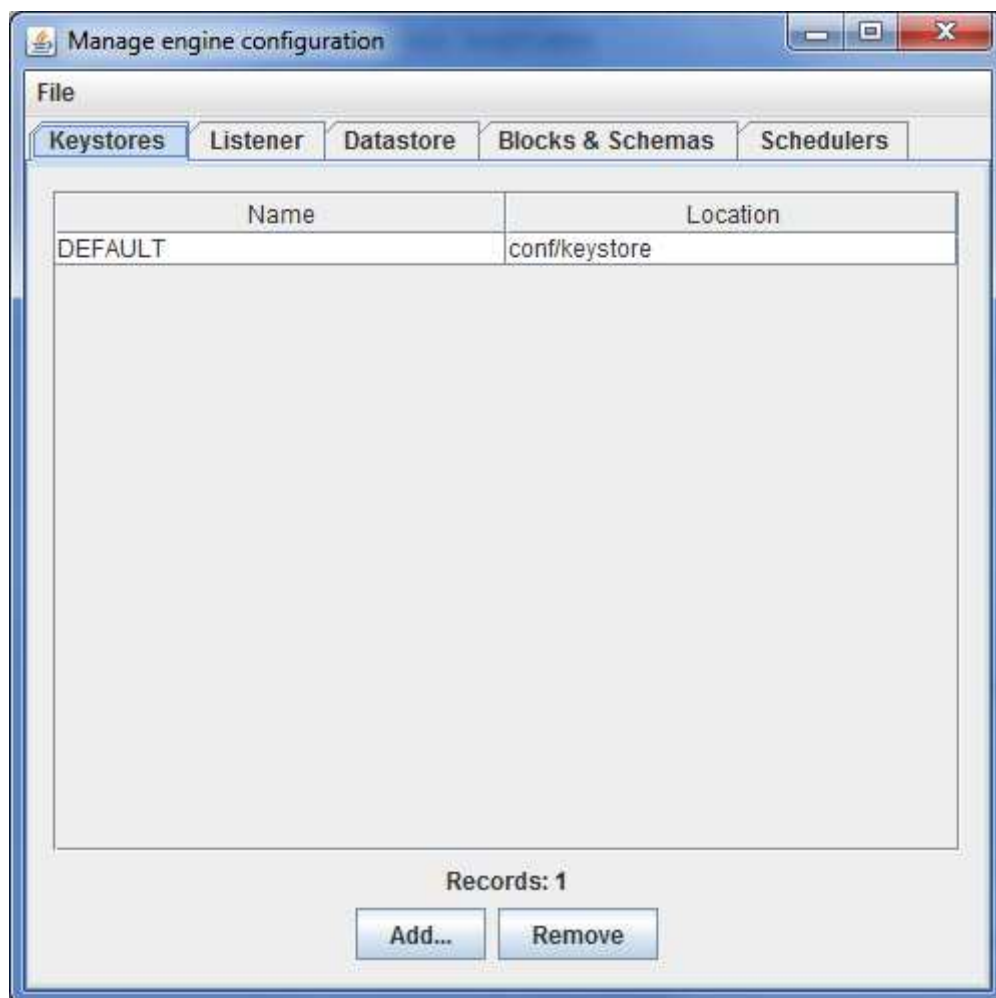 Manage engine configuration
File
Keystores Listener Datastore Blocks & Schemas Schedulers
Name Location
DEFAULT conf/keystore
Records: 1
Add... Remove